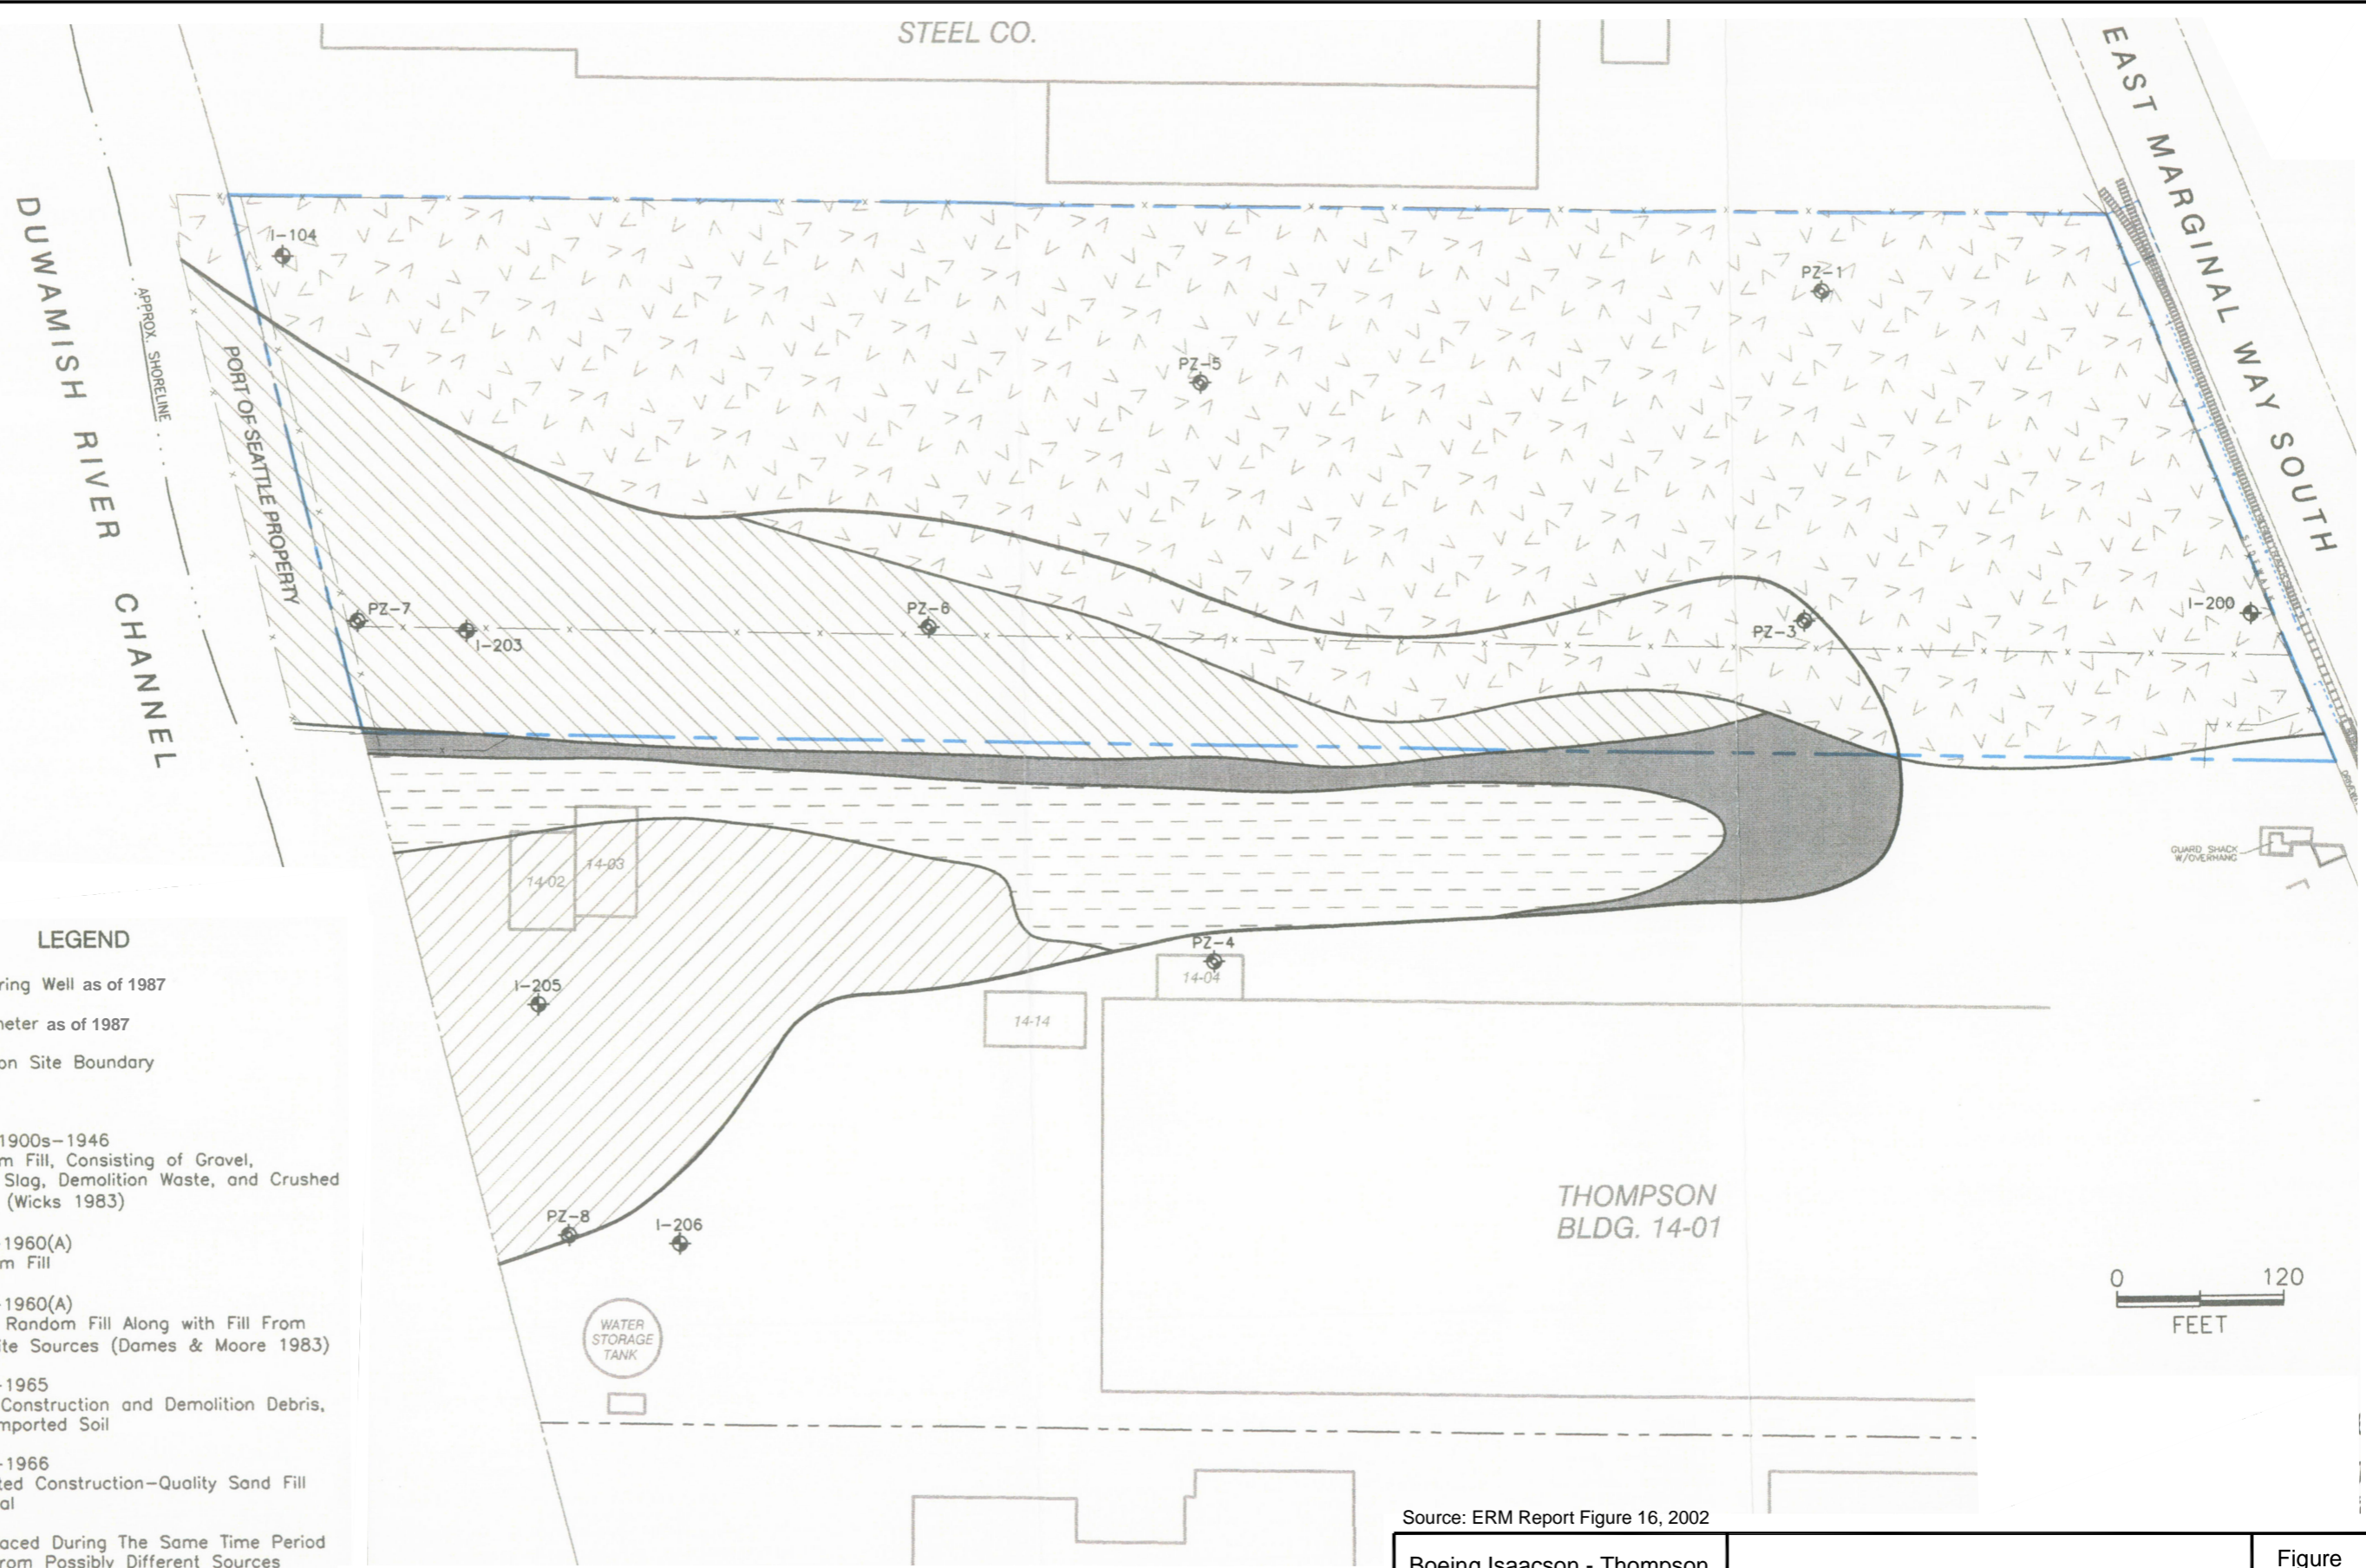 STEEL CO.
EAST MARGINAL WAY SOUTH
DUWAMISH RIVER CHANNEL
APPROX. SHORELINE
PORT OF SEATTLE PROPERTY
I-104
PZ-1
PZ-5
PZ-7
I-203
PZ-6
PZ-3
I-200
SIDEWALK
14-02
14-03
GUARD SHACK
W/OVERHANG
PZ-4
14-04
14-14
I-205
PZ-8
I-206
WATER
STORAGE
TANK
THOMPSON
BLDG. 14-01
0 120
FEET
LEGEND
ring Well as of 1987
neter as of 1987
on Site Boundary
1900s-1946
m Fill, Consisting of Gravel,
Slag, Demolition Waste, and Crushed
(Wicks 1983)
-1960(A)
m Fill
-1960(A)
Random Fill Along with Fill From
ite Sources (Dames & Moore 1983)
-1965
Construction and Demolition Debris,
mported Soil
-1966
ted Construction-Quality Sand Fill
al
aced During The Same Time Period
rom Possibly Different Sources
Source: ERM Report Figure 16, 2002
Boeing Isaacson - Thompson
Figure